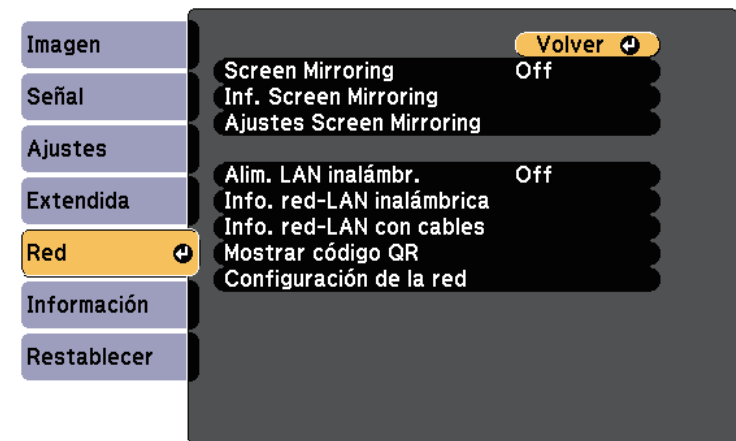 Imagen
Señal
Ajustes
Extendida
Red
Información
Restablecer
Volver
Screen Mirroring Off
Inf. Screen Mirroring
Ajustes Screen Mirroring
Alim. LAN inalámbr. Off
Info. red-LAN inalámbrica
Info. red-LAN con cables
Mostrar código QR
Configuración de la red